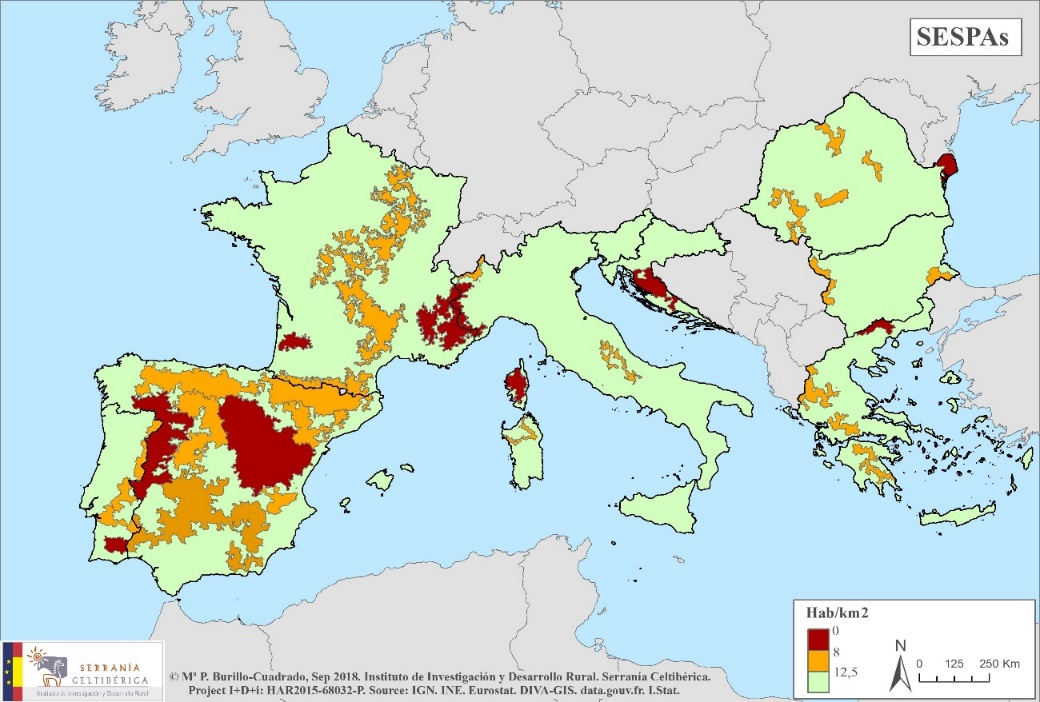 SESPAs
Hab/km2
0
8
12,5
N
0 125 250 Km
SERRANÍA
CELTIBÉRICA
Instituto de Investigación y Desarrollo Rural
© Mª P. Burillo-Cuadrado, Sep 2018. Instituto de Investigación y Desarrollo Rural. Serranía Celtibérica.
Project I+D+i: HAR2015-68032-P. Source: IGN. INE. Eurostat. DIVA-GIS. data.gouv.fr. I.Stat.